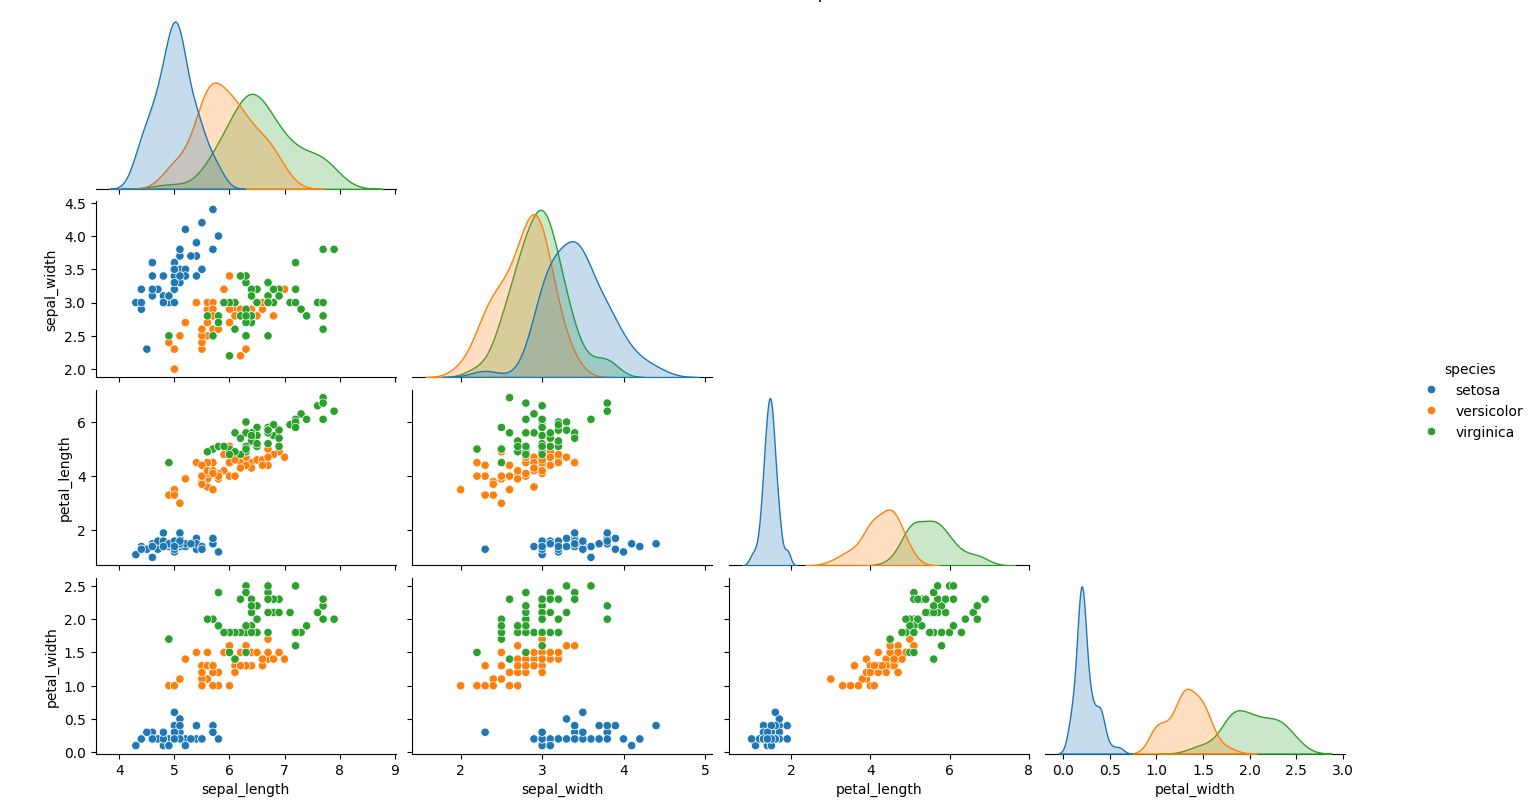 4.5
4.0
3.5
3.0
2.5
2.0
sepal_width
6
4
2
petal_length
2.5
2.0
1.5
1.0
0.5
0.0
petal_width
4 5 6 7 8 9
sepal_length
2 3 4 5
sepal_width
2 4 6 8
petal_length
0.0 0.5 1.0 1.5 2.0 2.5 3.0
petal_width
species
setosa
versicolor
virginica